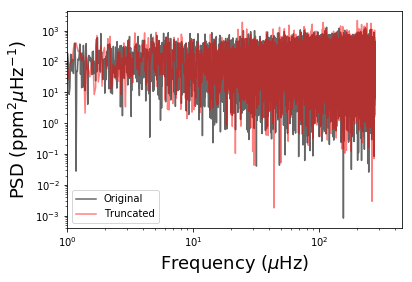 10³
10²
10¹
10⁰
10⁻¹
10⁻²
10⁻³
PSD (ppm²μHz⁻¹)
Original
Truncated
10⁰ 10¹ 10²
Frequency (μHz)